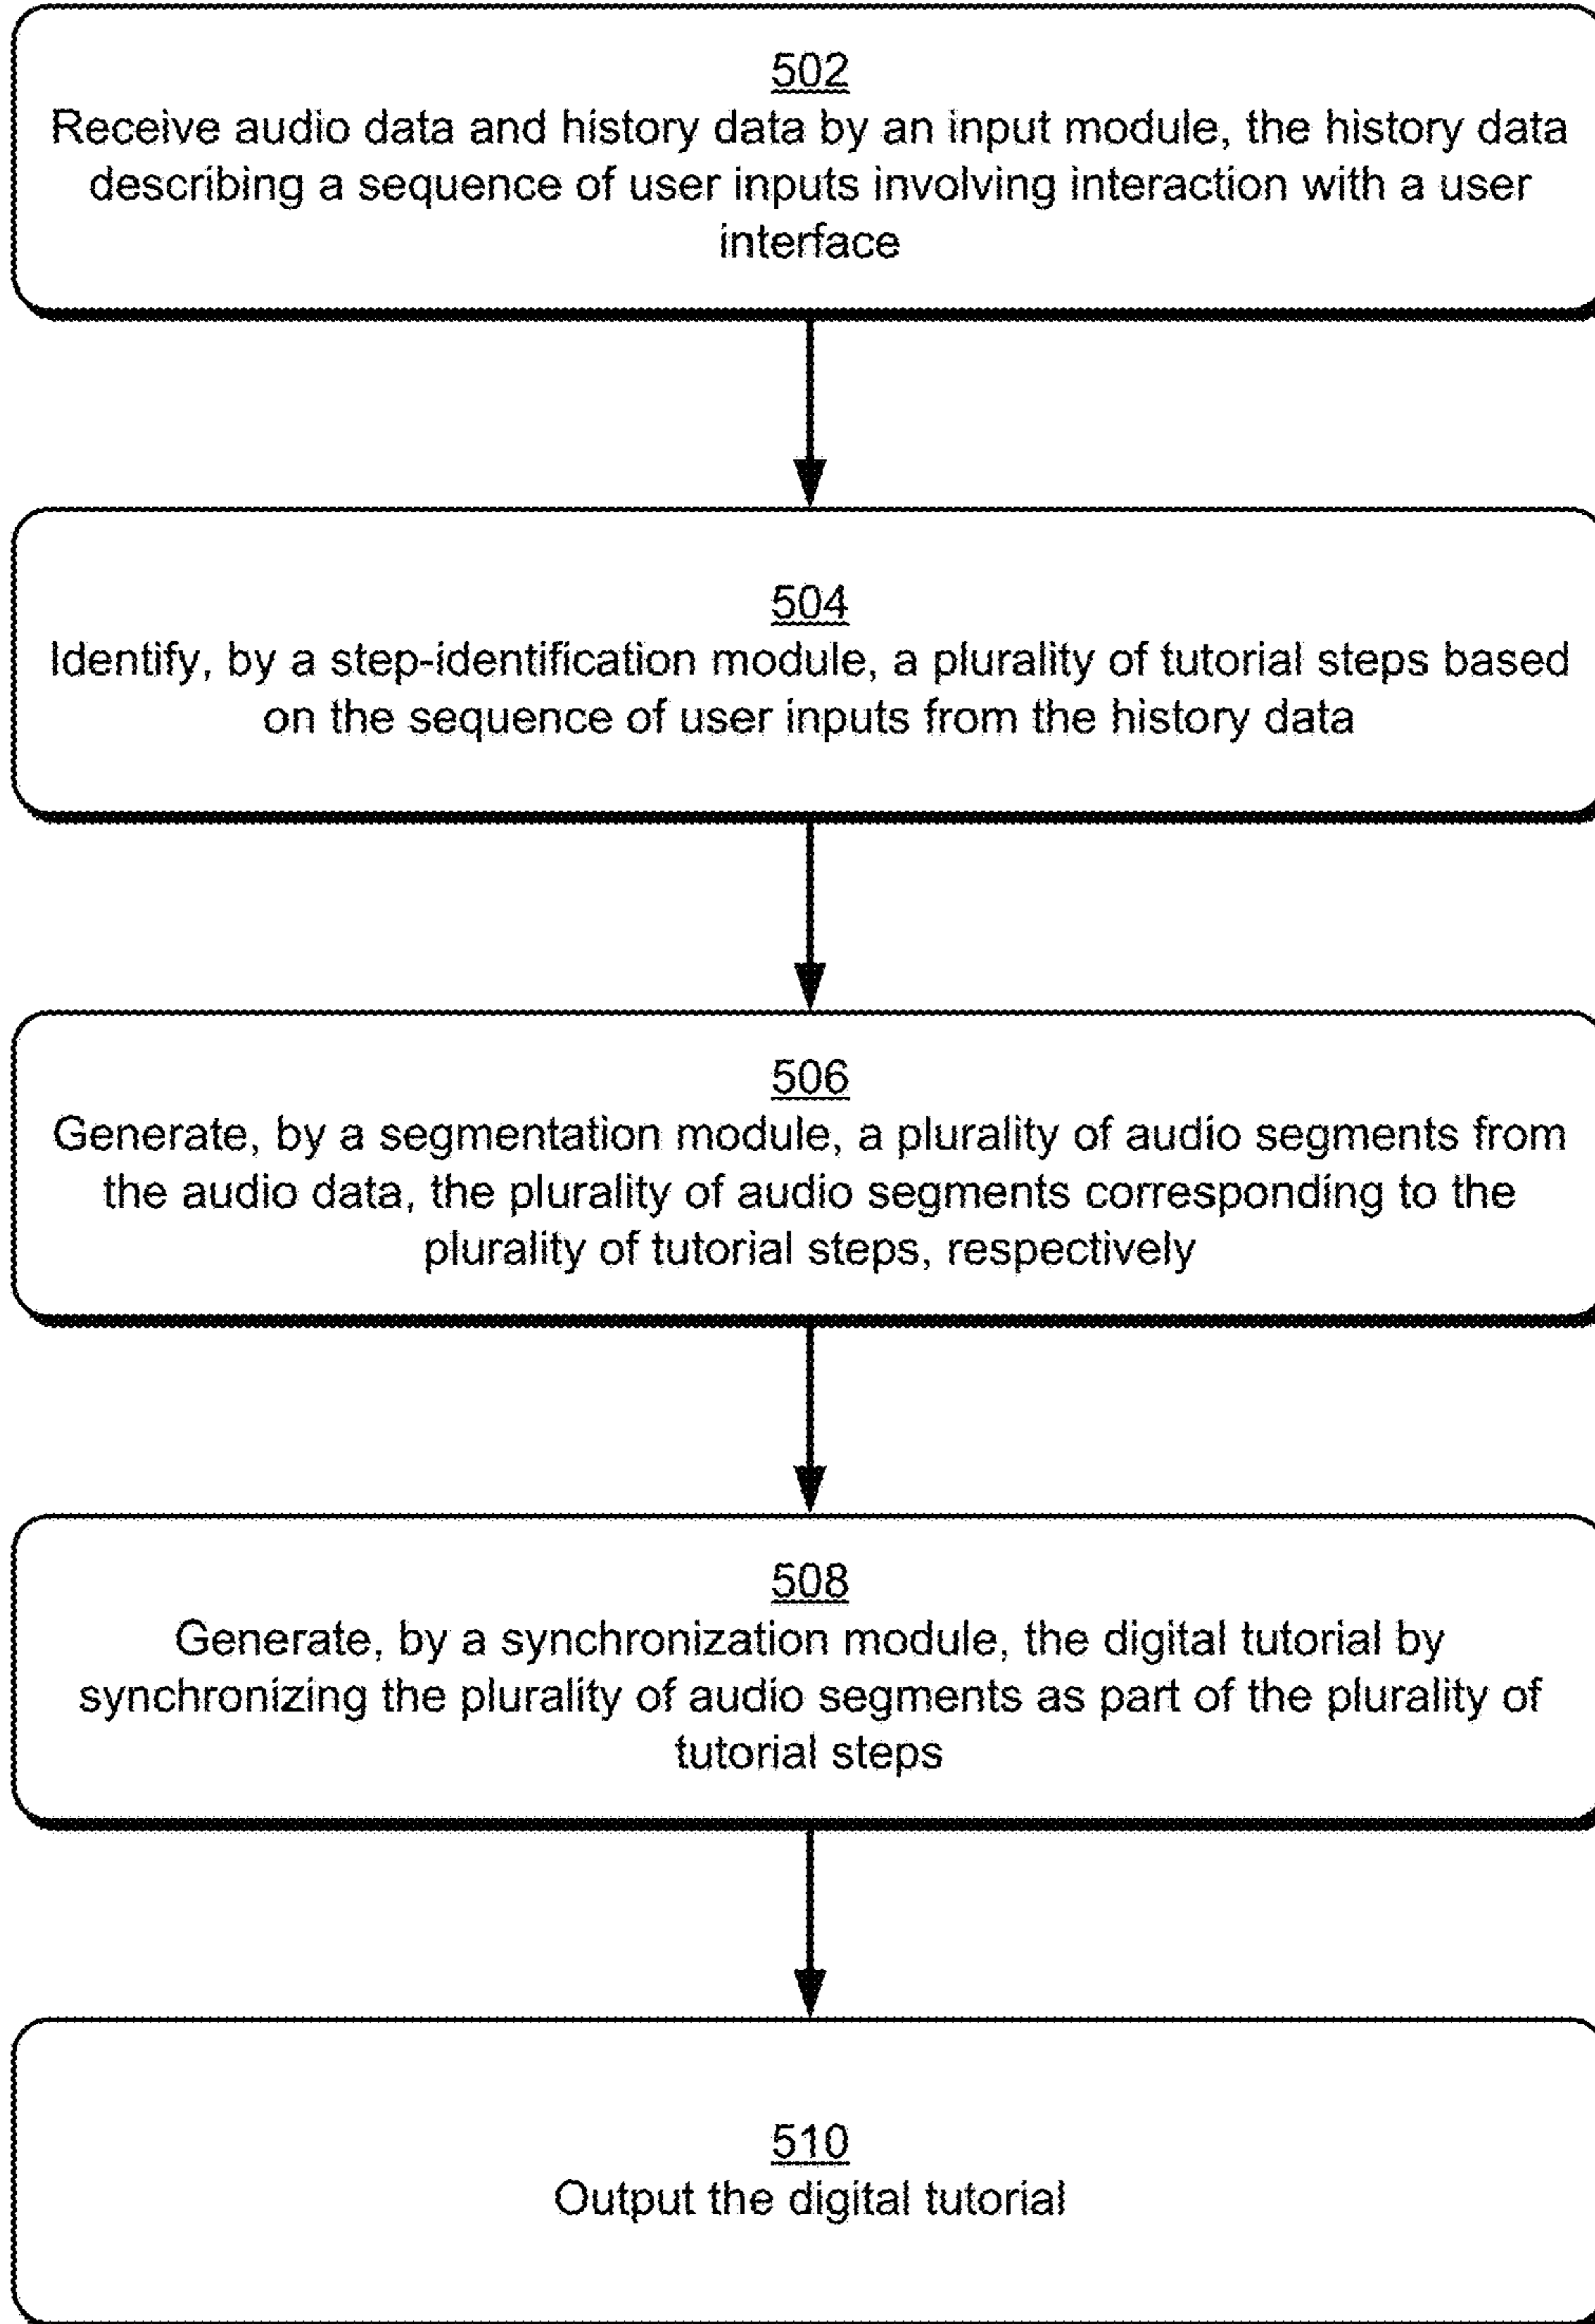 502
Receive audio data and history data by an input module, the history data
describing a sequence of user inputs involving interaction with a user
interface
504
Identify, by a step-identification module, a plurality of tutorial steps based
on the sequence of user inputs from the history data
506
Generate, by a segmentation module, a plurality of audio segments from
the audio data, the plurality of audio segments corresponding to the
plurality of tutorial steps, respectively
508
Generate, by a synchronization module, the digital tutorial by
synchronizing the plurality of audio segments as part of the plurality of
tutorial steps
510
Output the digital tutorial